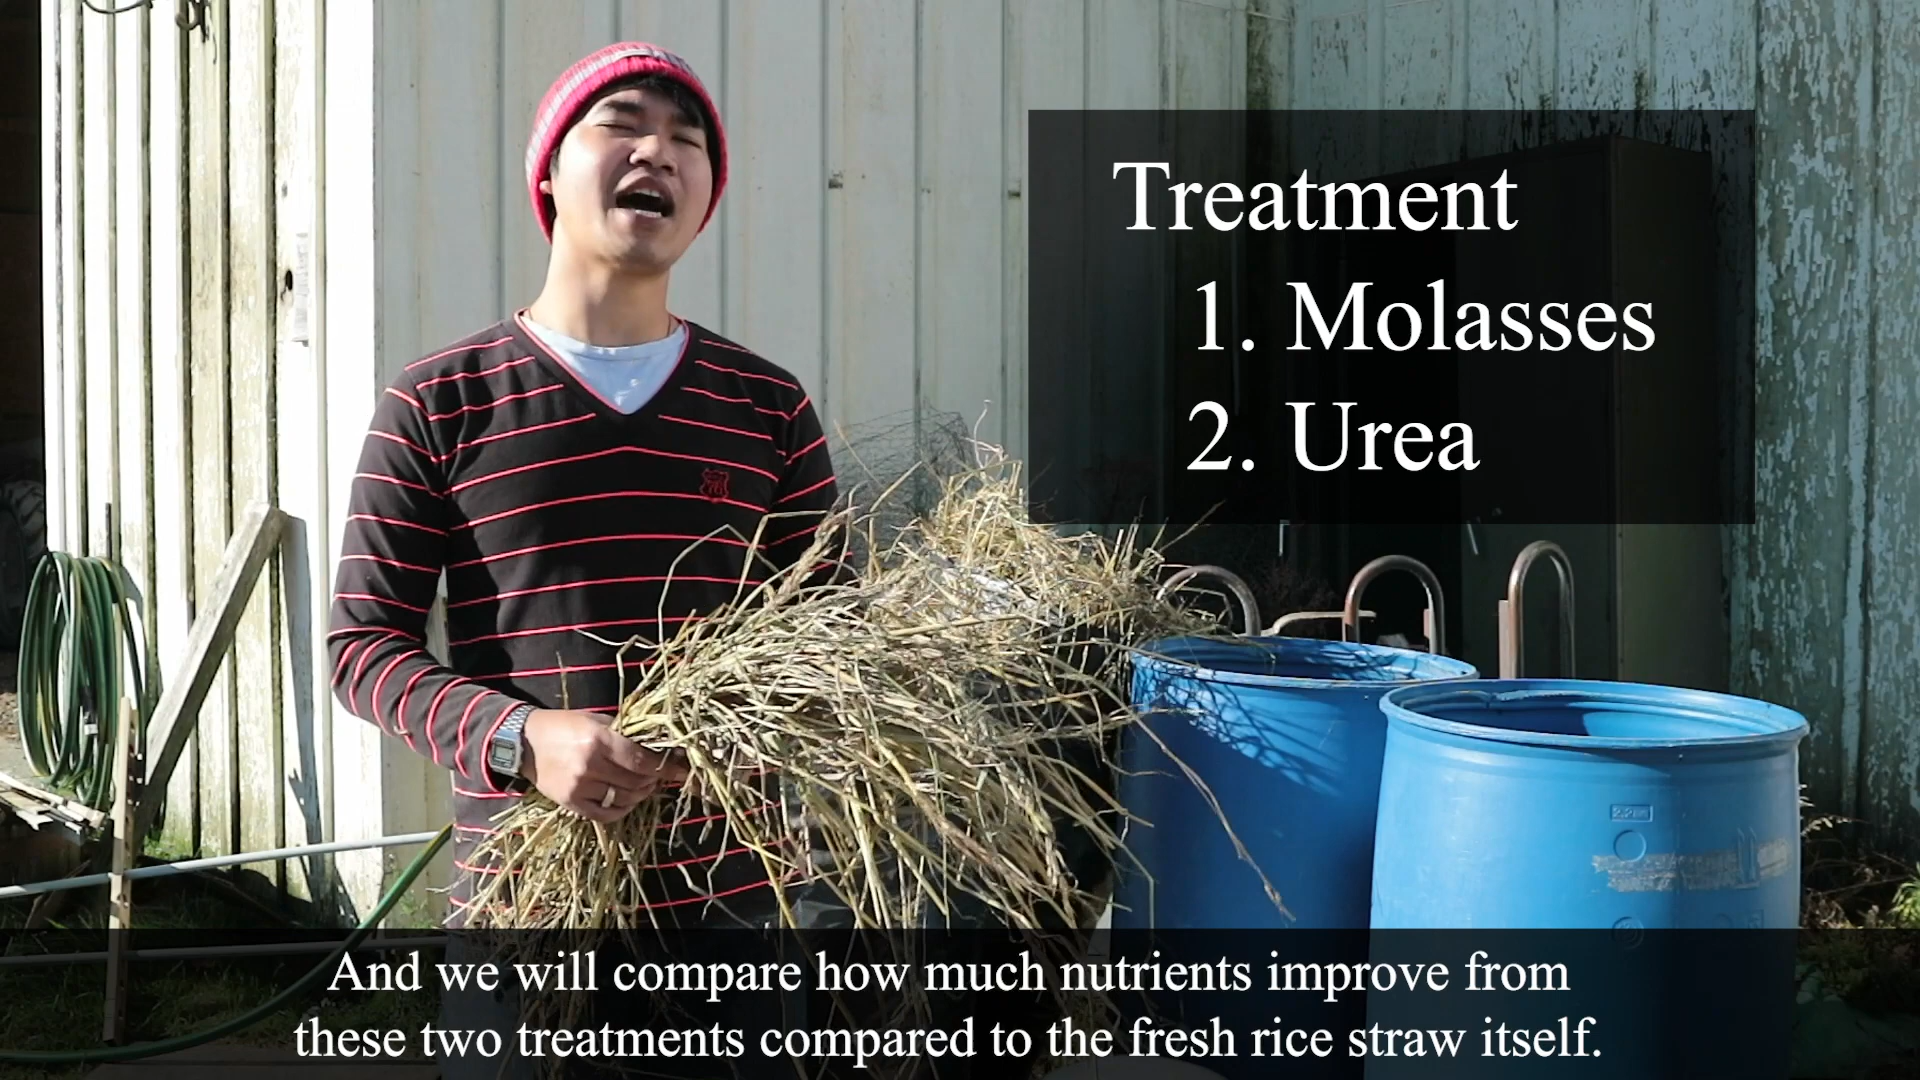 Treatment
1. Molasses
2. Urea
And we will compare how much nutrients improve from
these two treatments compared to the fresh rice straw itself.